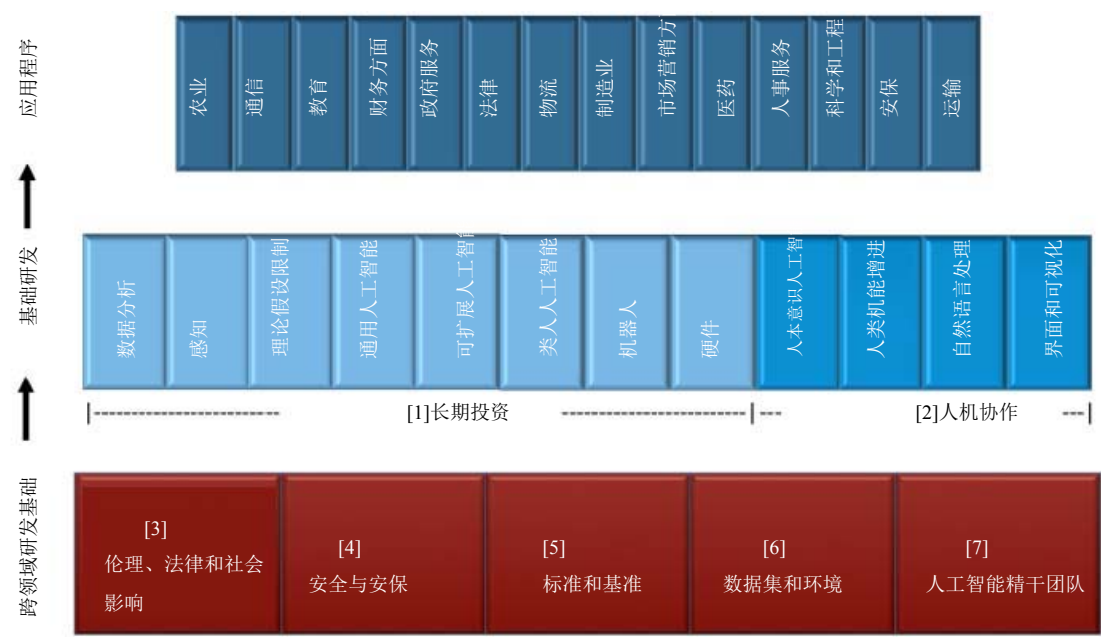 应用程序
农业
通信
教育
财务方面
政府服务
法律
物流
制造业
市场营销方
医药
人事服务
科学和工程
安保
运输
基础研发
数据分析
感知
理论假设限制
通用人工智能
可扩展人工智能
类人人工智能
机器人
硬件
人本意识人工智
人类机能增进
自然语言处理
界面和可视化
[1]长期投资
[2]人机协作
跨领域研发基础
[3]
伦理、法律和社会
影响
[4]
安全与安保
[5]
标准和基准
[6]
数据集和环境
[7]
人工智能精干团队